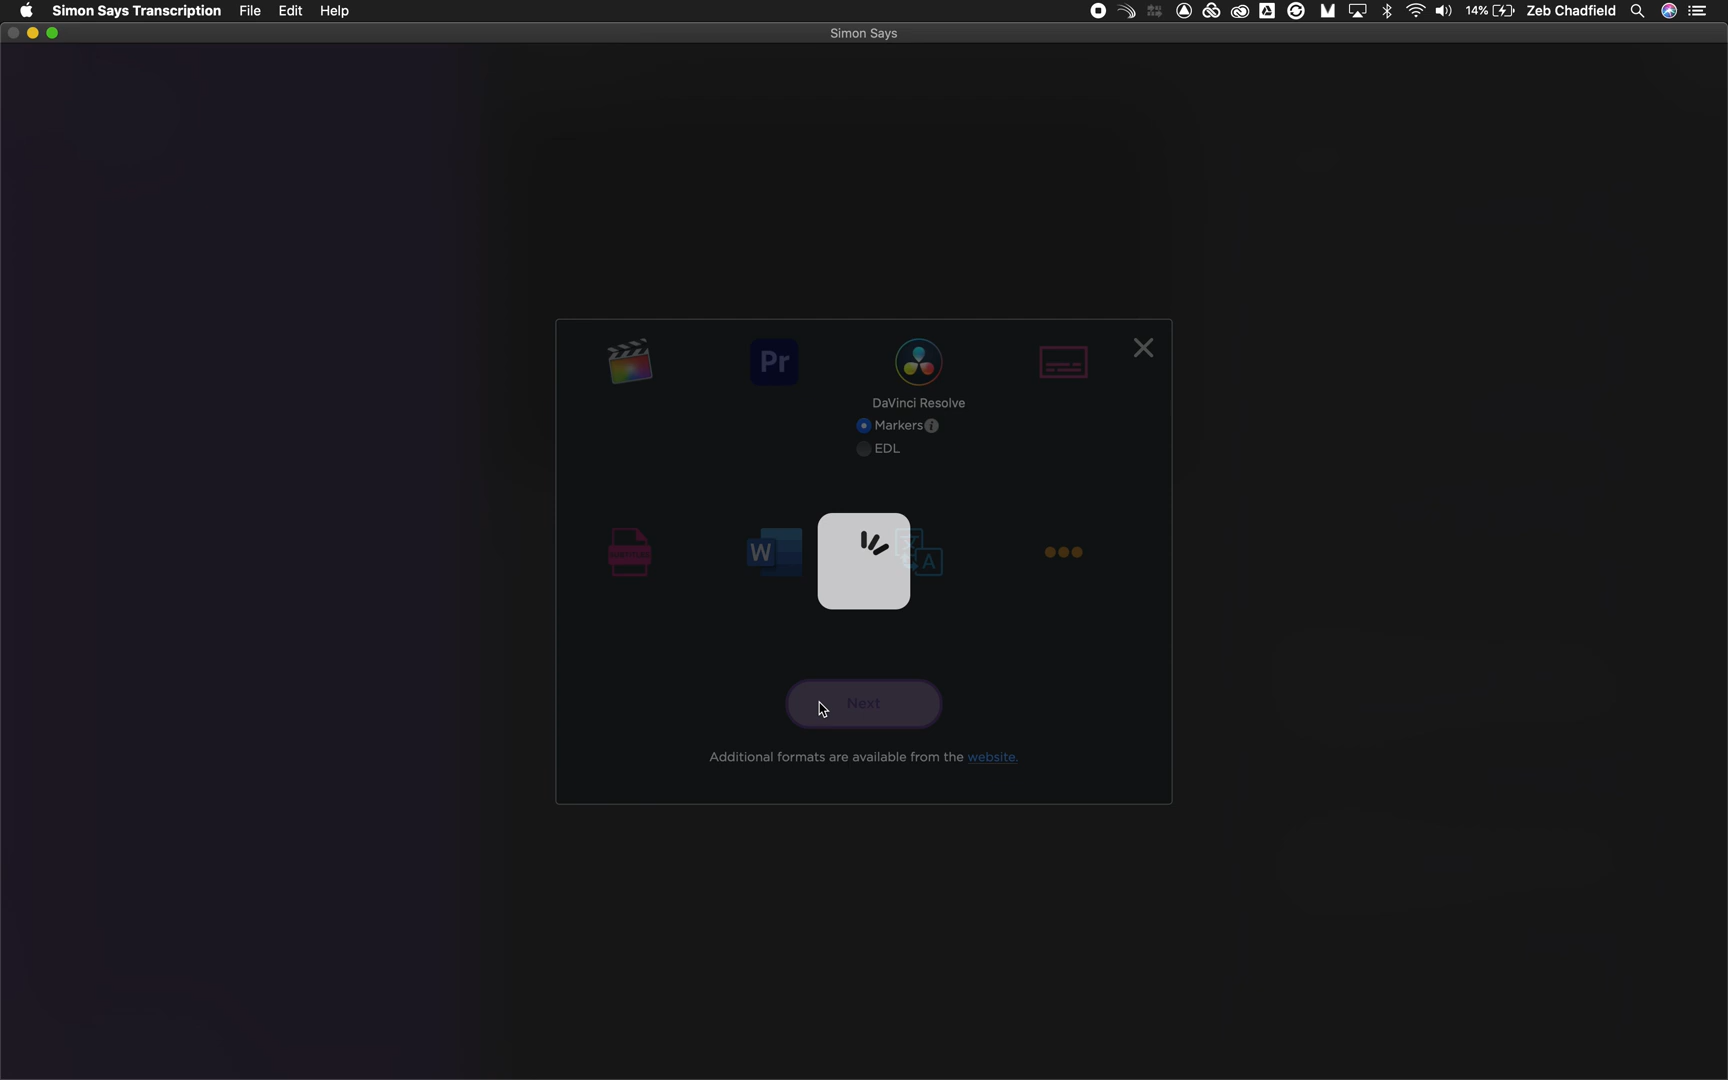 Simon Says Transcription File Edit Help 14% Zeb Chadfield
Simon Says
Pr
DaVinci Resolve
Markers i
EDL
SUBTITLE
W
A
Next
Additional formats are available from the website.